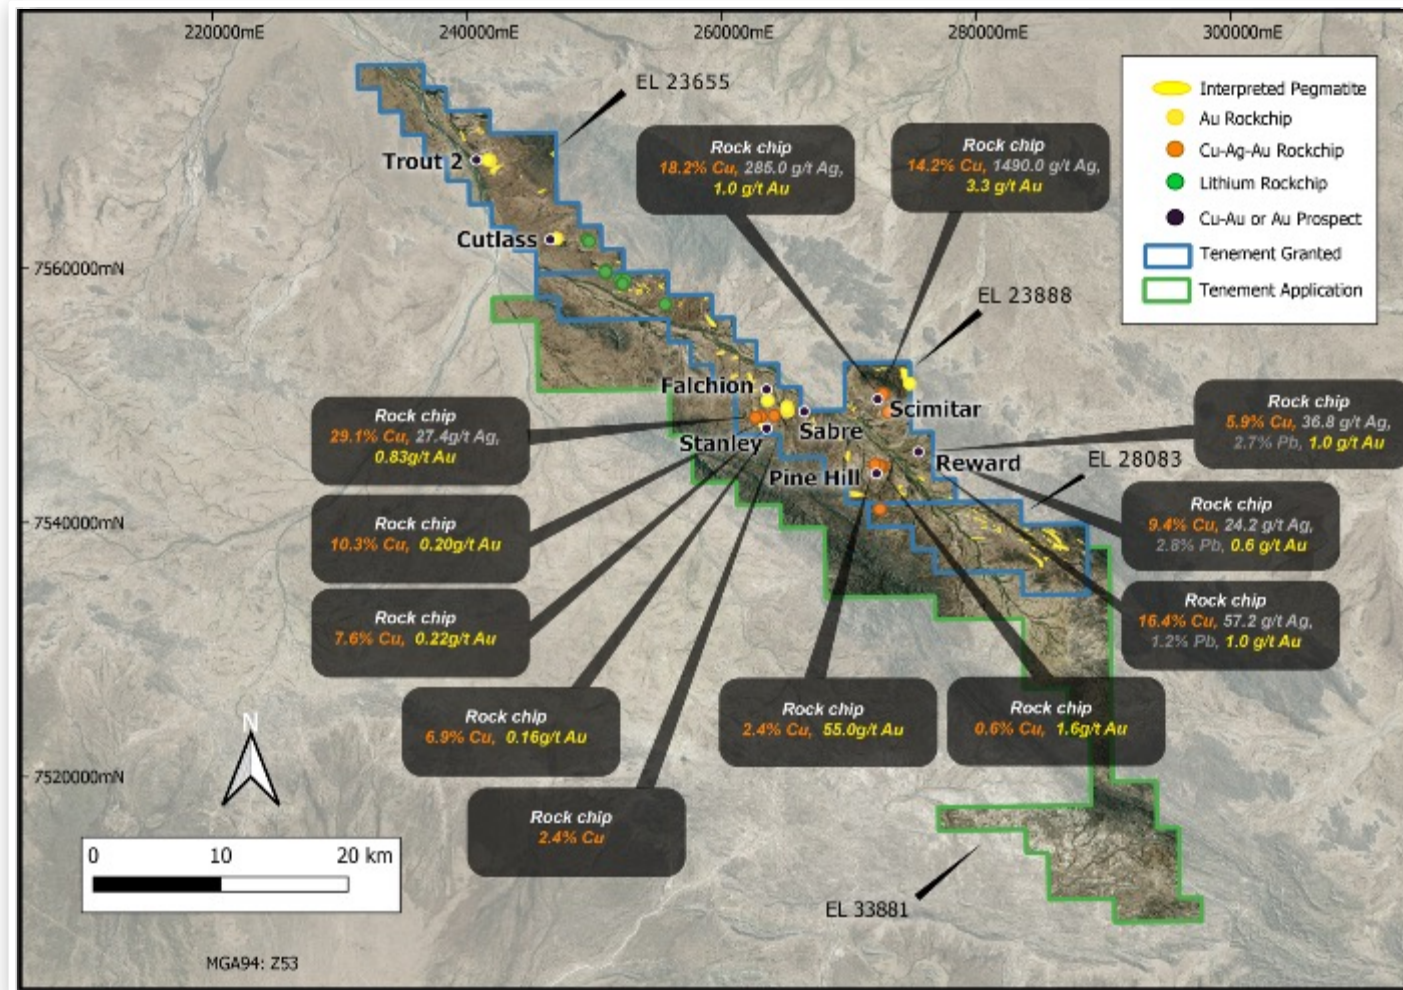 220000mE
240000mE
260000mE
280000mE
300000mE
EL 23655
Interpreted Pegmatite
Au Rockchip
Cu-Ag-Au Rockchip
Lithium Rockchip
Cu-Au or Au Prospect
Tenement Granted
Tenement Application
Rock chip
18.2% Cu, 285.0 g/t Ag,
1.0 g/t Au
Rock chip
14.2% Cu, 1490.0 g/t Ag,
3.3 g/t Au
Trout 2
Cutlass
7560000mN
EL 23888
Falchion
Scimitar
Sabre
Stanley
Reward
Pine Hill
EL 28083
Rock chip
29.1% Cu, 27.4g/t Ag,
0.83g/t Au
Rock chip
5.9% Cu, 36.8 g/t Ag,
2.7% Pb, 1.0 g/t Au
Rock chip
10.3% Cu, 0.20g/t Au
7540000mN
Rock chip
9.4% Cu, 24.2 g/t Ag,
2.8% Pb, 0.6 g/t Au
Rock chip
7.6% Cu, 0.22g/t Au
Rock chip
16.4% Cu, 57.2 g/t Ag,
1.2% Pb, 1.0 g/t Au
Rock chip
6.9% Cu, 0.16g/t Au
Rock chip
2.4% Cu, 55.0g/t Au
Rock chip
0.6% Cu, 1.6g/t Au
N
7520000mN
Rock chip
2.4% Cu
0 10 20 km
EL 33881
MGA94: Z53